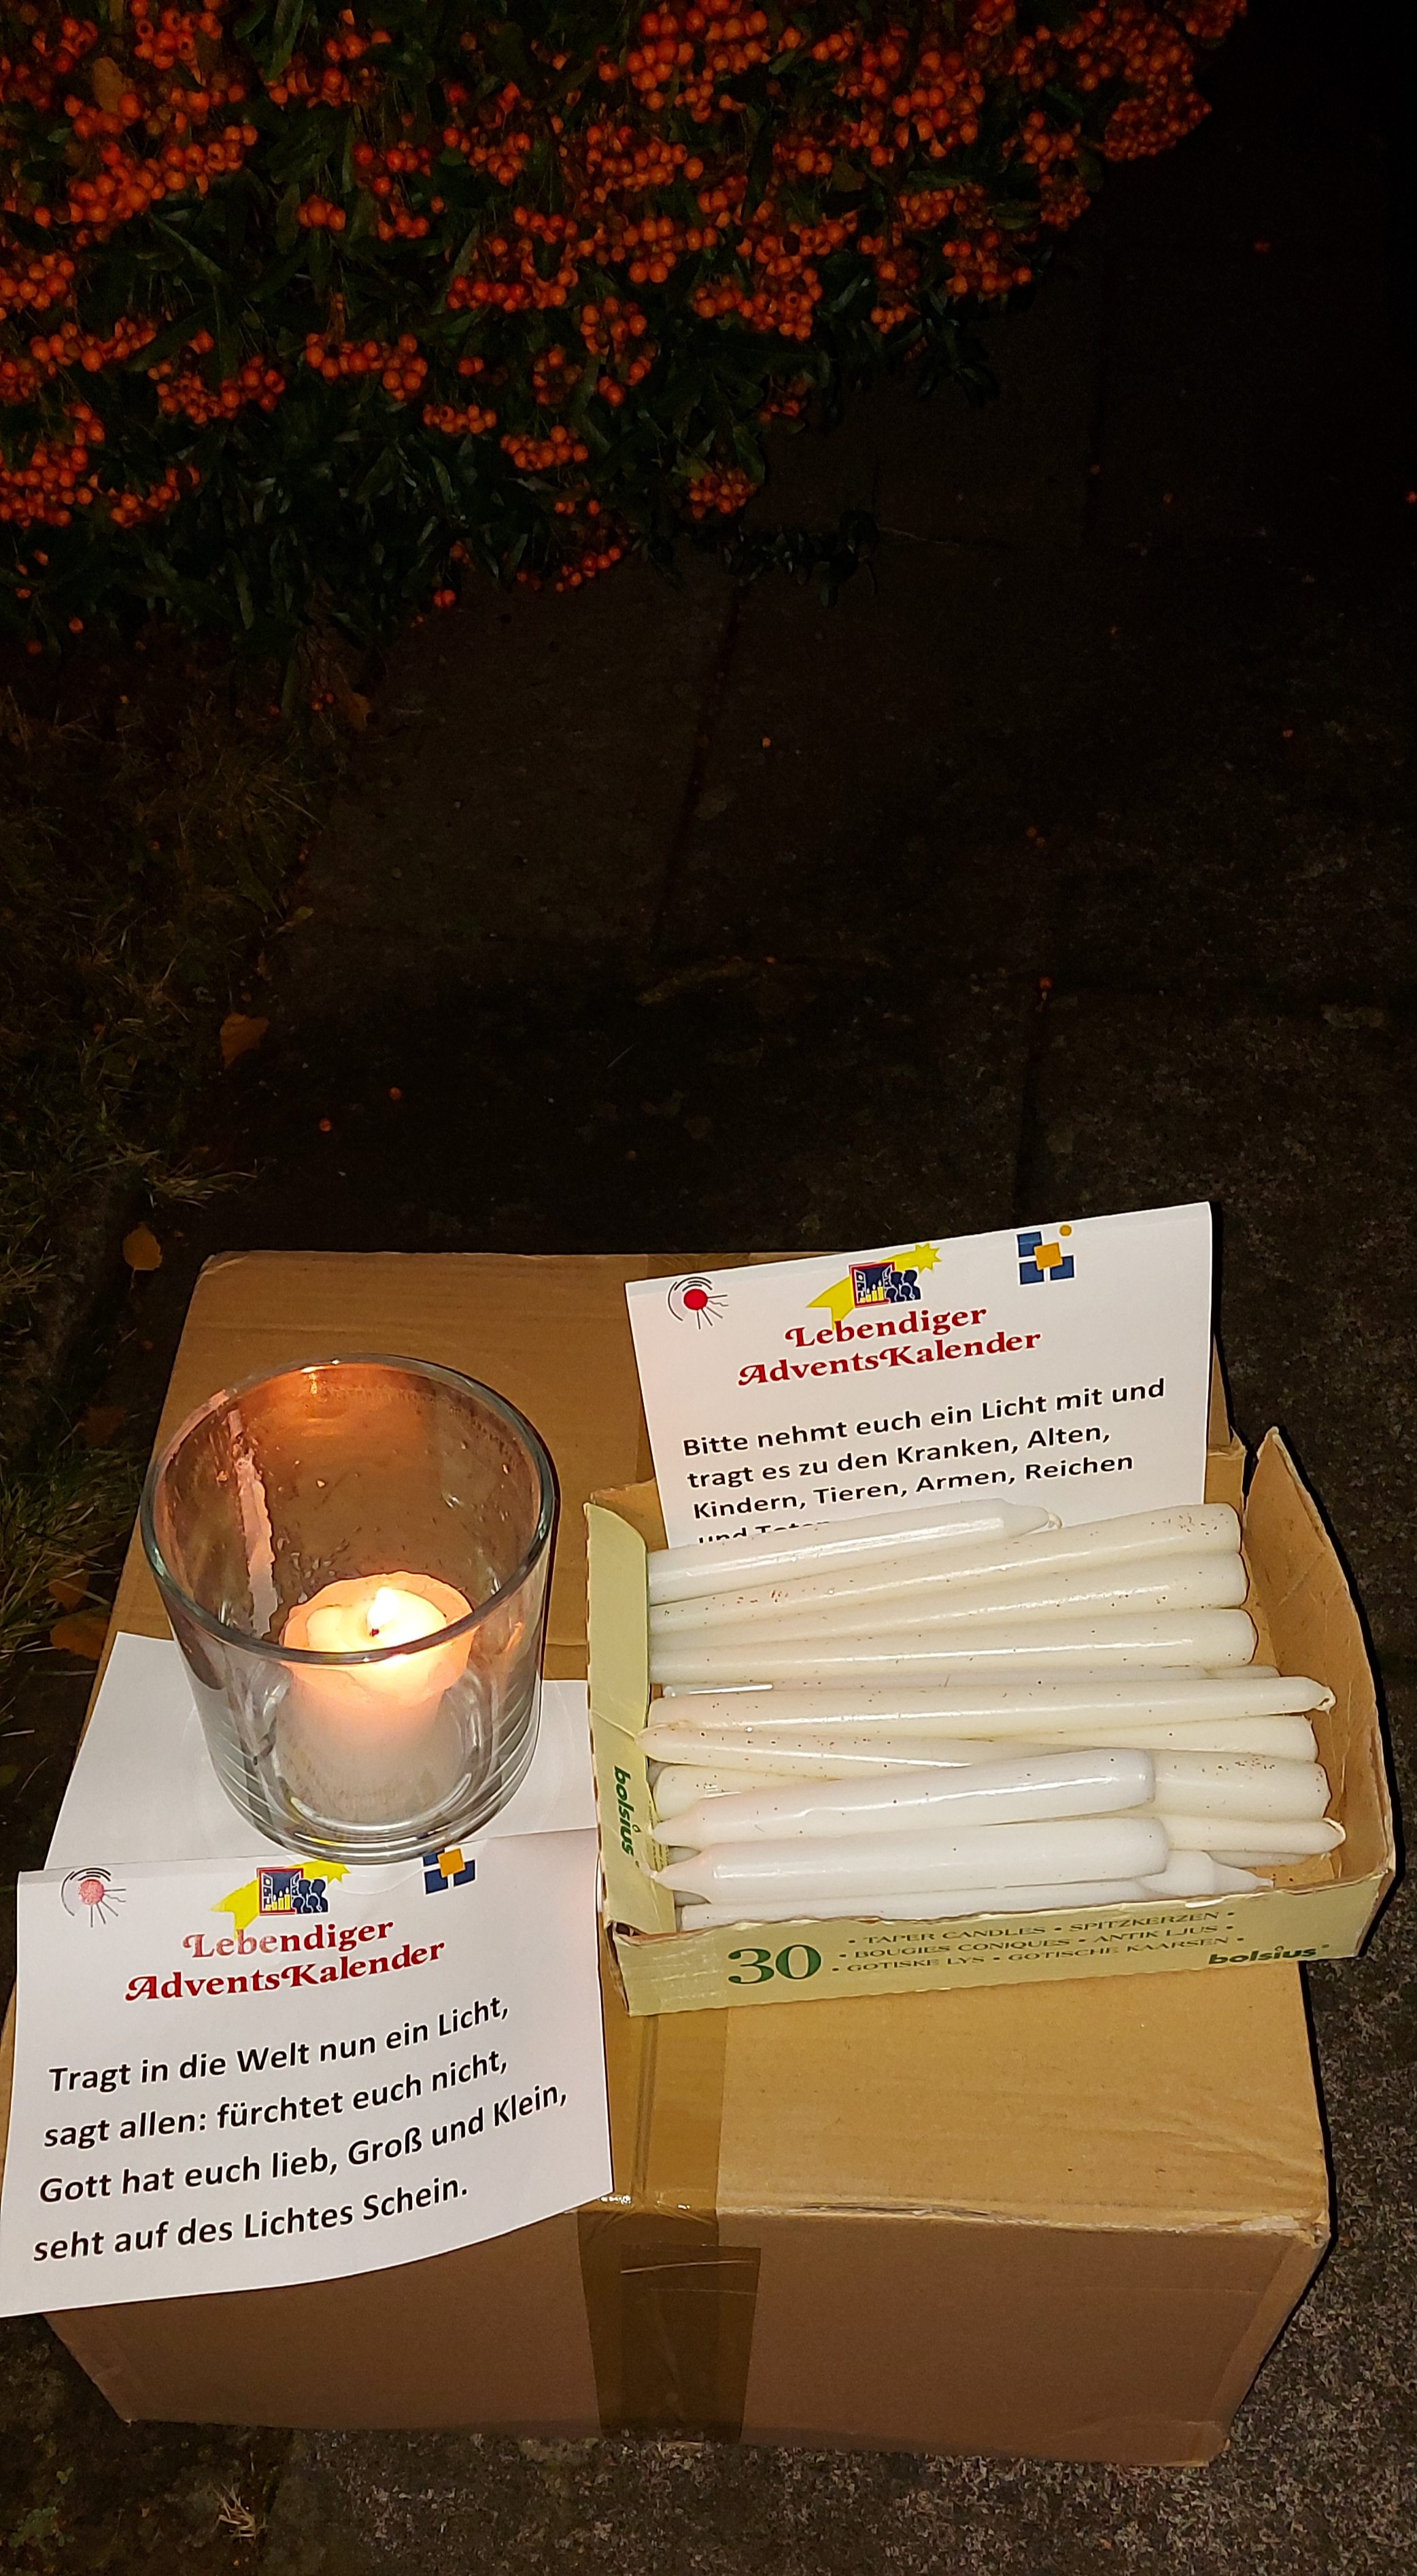 Lebendiger
AdventsKalender
Bitte nehmt euch ein Licht mit und
tragt es zu den Kranken, Alten,
Kindern, Tieren, Armen, Reichen
und Toten
bolsius
30
• TAPER CANDLES • SPITZKERZEN •
• BOUGIES CONIQUES • ANTIK LJUS •
• GOTISKE LYS • GOTISCHE KAARSEN •
bolsius
Lebendiger
AdventsKalender
Tragt in die Welt nun ein Licht,
sagt allen: fürchtet euch nicht,
Gott hat euch lieb, Groß und Klein,
seht auf des Lichtes Schein.